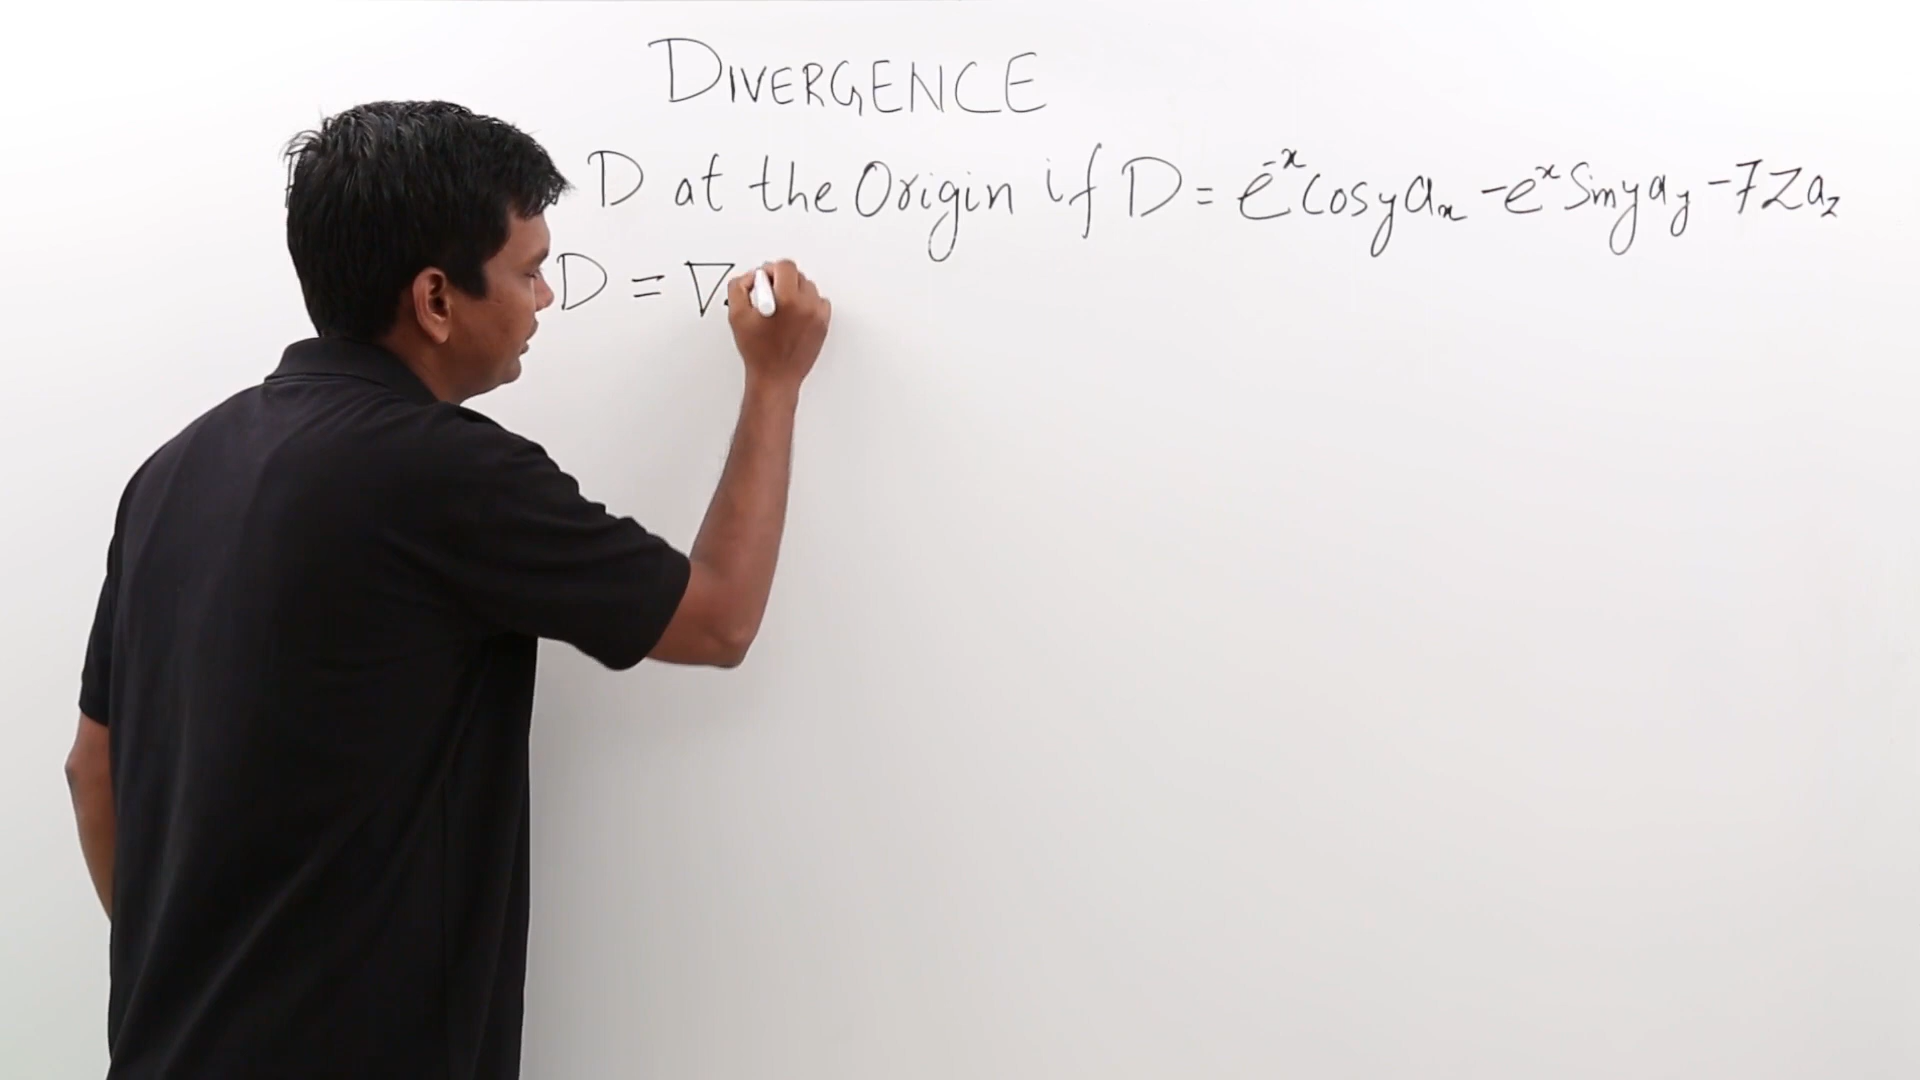 DIVERGENCE
D at the Origin if D = e^-x Cosy a_x - e^x Siny a_y - 7Z a_z
D = ∇.